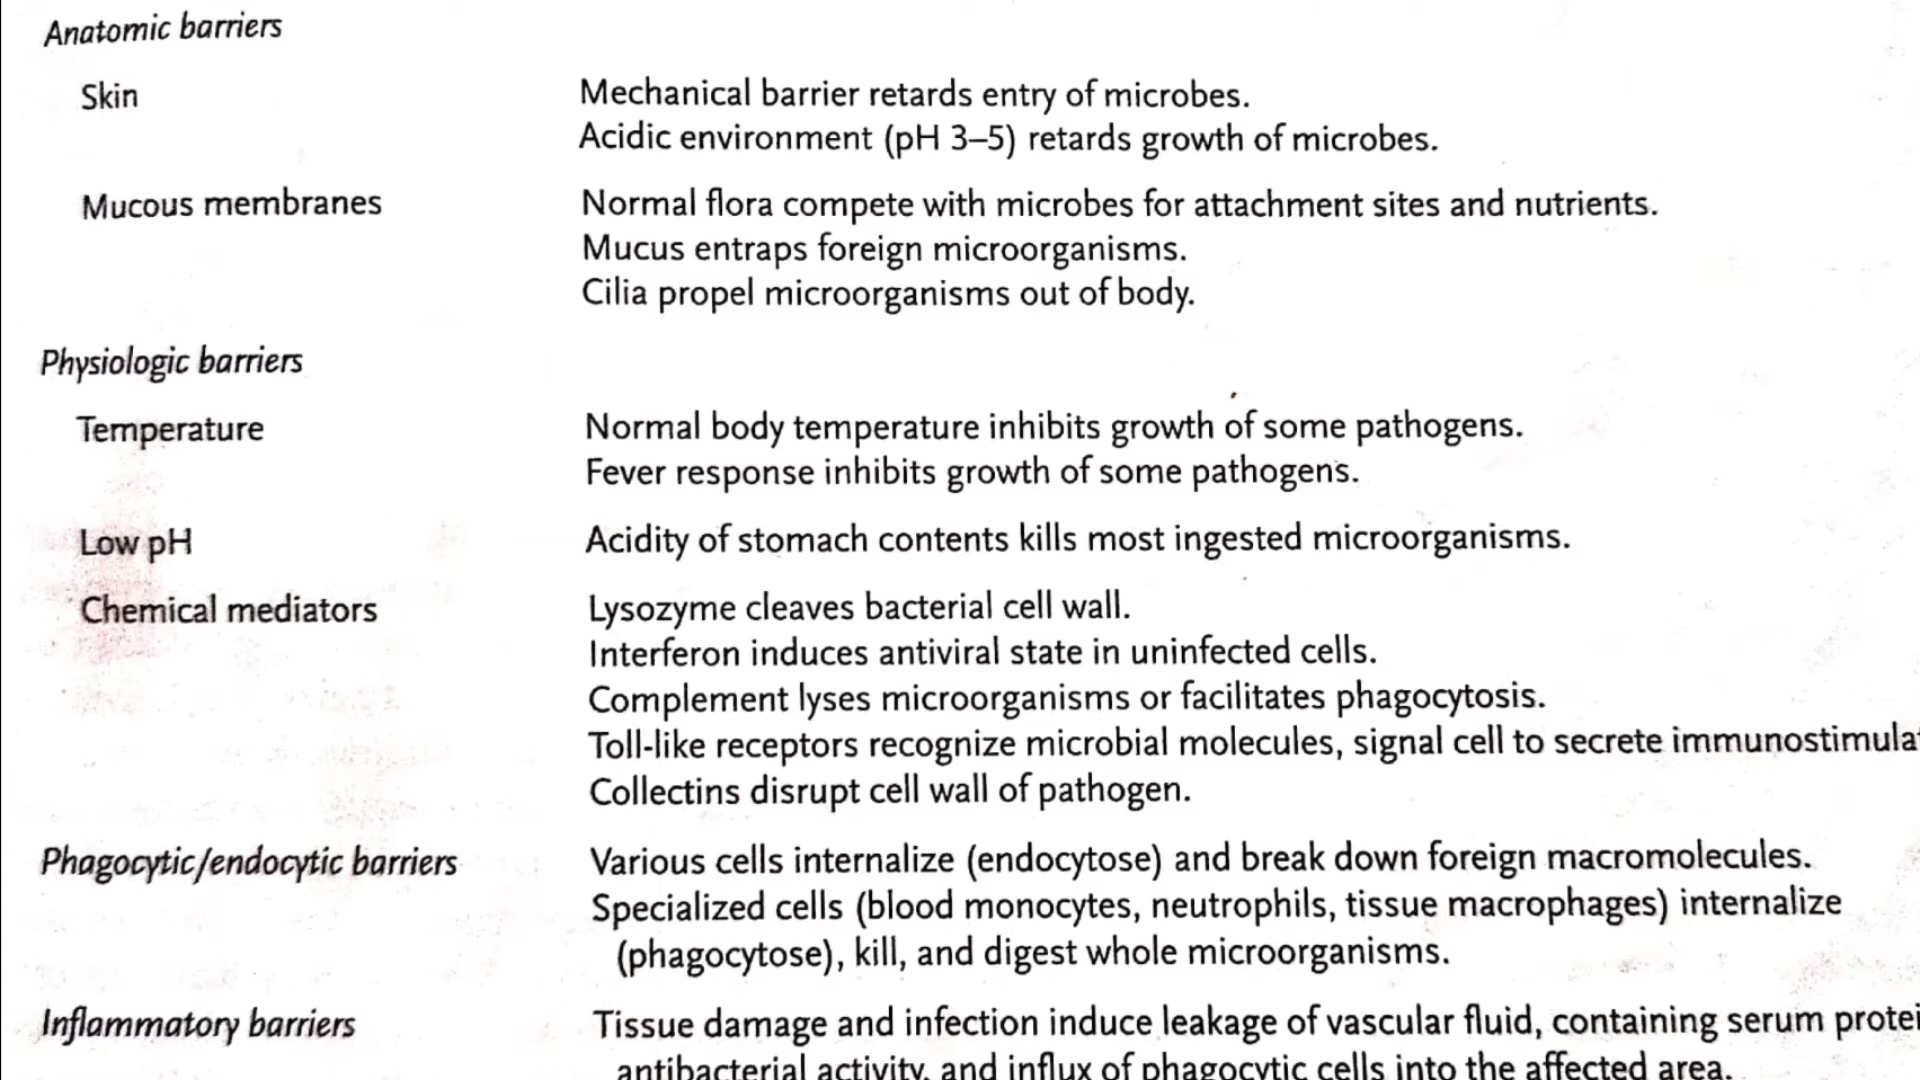 Anatomic barriers
Skin
Mechanical barrier retards entry of microbes.
Acidic environment (pH 3–5) retards growth of microbes.
Mucous membranes
Normal flora compete with microbes for attachment sites and nutrients.
Mucus entraps foreign microorganisms.
Cilia propel microorganisms out of body.
Physiologic barriers
Temperature
Normal body temperature inhibits growth of some pathogens.
Fever response inhibits growth of some pathogens.
Low pH
Acidity of stomach contents kills most ingested microorganisms.
Chemical mediators
Lysozyme cleaves bacterial cell wall.
Interferon induces antiviral state in uninfected cells.
Complement lyses microorganisms or facilitates phagocytosis.
Toll-like receptors recognize microbial molecules, signal cell to secrete
Collectins disrupt cell wall of pathogen.
Phagocytic/endocytic barriers
Various cells internalize (endocytose) and break down foreign macromolecules.
Specialized cells (blood monocytes, neutrophils, tissue macrophages) internalize
(phagocytose), kill, and digest whole microorganisms.
Inflammatory barriers
Tissue damage and infection induce leakage of vascular fluid, containing serum
antibacterial activity, and influx of phagocytic cells into the affected area.